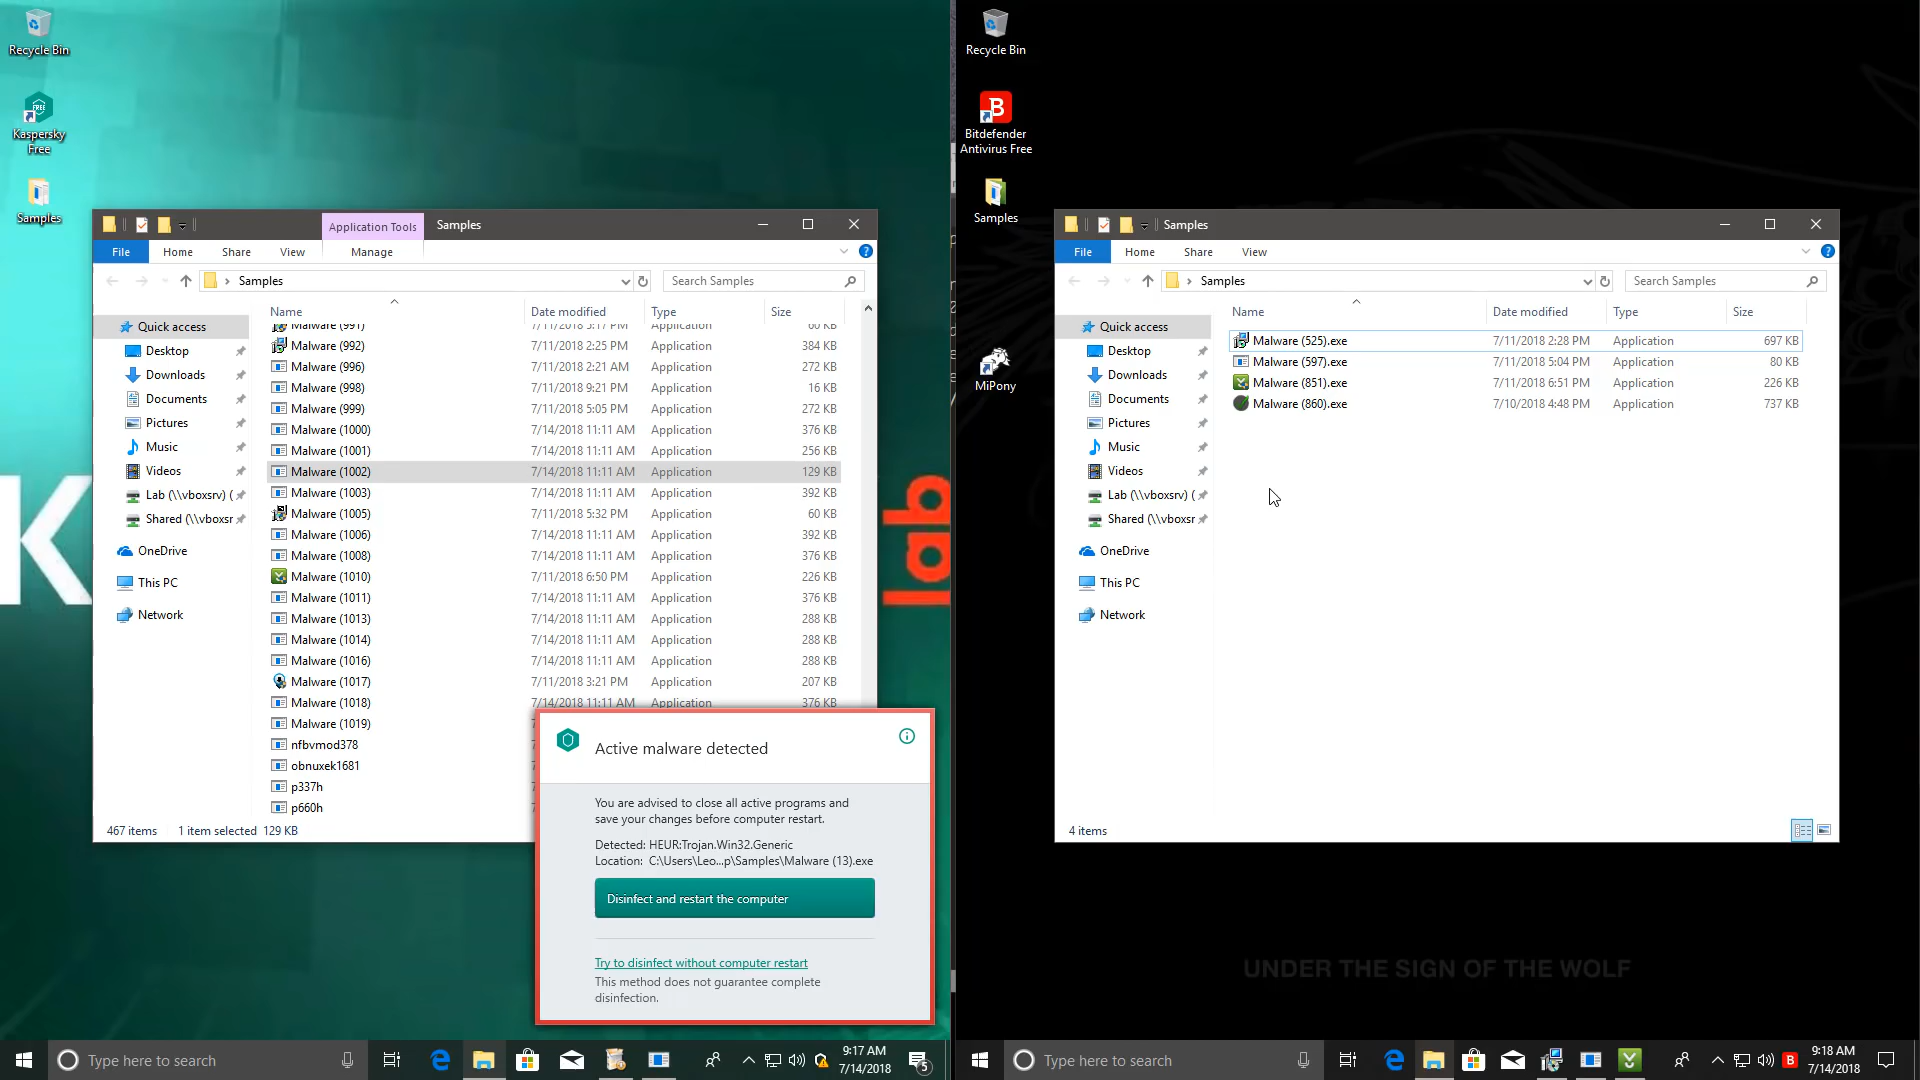 Recycle Bin
Kaspersky
Free
Samples
K
lab
Application Tools
Samples
File
Home
Share
View
Manage
Samples
Search Samples
Name
Date modified
Type
Size
Quick access
Desktop
Downloads
Documents
Pictures
Music
Videos
Lab (\\vboxsrv) (
Shared (\\vboxsr
OneDrive
This PC
Network
Malware (991) 7/11/2018 5:17 PM Application 60 KB
Malware (992) 7/11/2018 2:25 PM Application 384 KB
Malware (996) 7/11/2018 2:21 AM Application 272 KB
Malware (998) 7/11/2018 9:21 PM Application 16 KB
Malware (999) 7/11/2018 5:05 PM Application 272 KB
Malware (1000) 7/14/2018 11:11 AM Application 376 KB
Malware (1001) 7/14/2018 11:11 AM Application 256 KB
Malware (1002) 7/14/2018 11:11 AM Application 129 KB
Malware (1003) 7/14/2018 11:11 AM Application 392 KB
Malware (1005) 7/11/2018 5:32 PM Application 60 KB
Malware (1006) 7/14/2018 11:11 AM Application 392 KB
Malware (1008) 7/14/2018 11:11 AM Application 376 KB
Malware (1010) 7/11/2018 6:50 PM Application 226 KB
Malware (1011) 7/14/2018 11:11 AM Application 376 KB
Malware (1013) 7/14/2018 11:11 AM Application 288 KB
Malware (1014) 7/14/2018 11:11 AM Application 288 KB
Malware (1016) 7/14/2018 11:11 AM Application 288 KB
Malware (1017) 7/11/2018 3:21 PM Application 207 KB
Malware (1018) 7/14/2018 11:11 AM Application 376 KB
Malware (1019)
nfbvmod378
obnuxek1681
p337h
p660h
467 items 1 item selected 129 KB
Active malware detected
You are advised to close all active programs and
save your changes before computer restart.
Detected: HEUR:Trojan.Win32.Generic
Location: C:\Users\Leo...p\Samples\Malware (13).exe
Disinfect and restart the computer
Try to disinfect without computer restart
This method does not guarantee complete
disinfection.
Type here to search
9:17 AM
7/14/2018
5
Recycle Bin
B
Bitdefender
Antivirus Free
Samples
MiPony
Samples
File
Home
Share
View
Samples
Search Samples
Name
Date modified
Type
Size
Quick access
Desktop
Downloads
Documents
Pictures
Music
Videos
Lab (\\vboxsrv) (
Shared (\\vboxsr
OneDrive
This PC
Network
Malware (525).exe 7/11/2018 2:28 PM Application 697 KB
Malware (597).exe 7/11/2018 5:04 PM Application 80 KB
Malware (851).exe 7/11/2018 6:51 PM Application 226 KB
Malware (860).exe 7/10/2018 4:48 PM Application 737 KB
4 items
UNDER THE SIGN OF THE WOLF
Type here to search
B
9:18 AM
7/14/2018